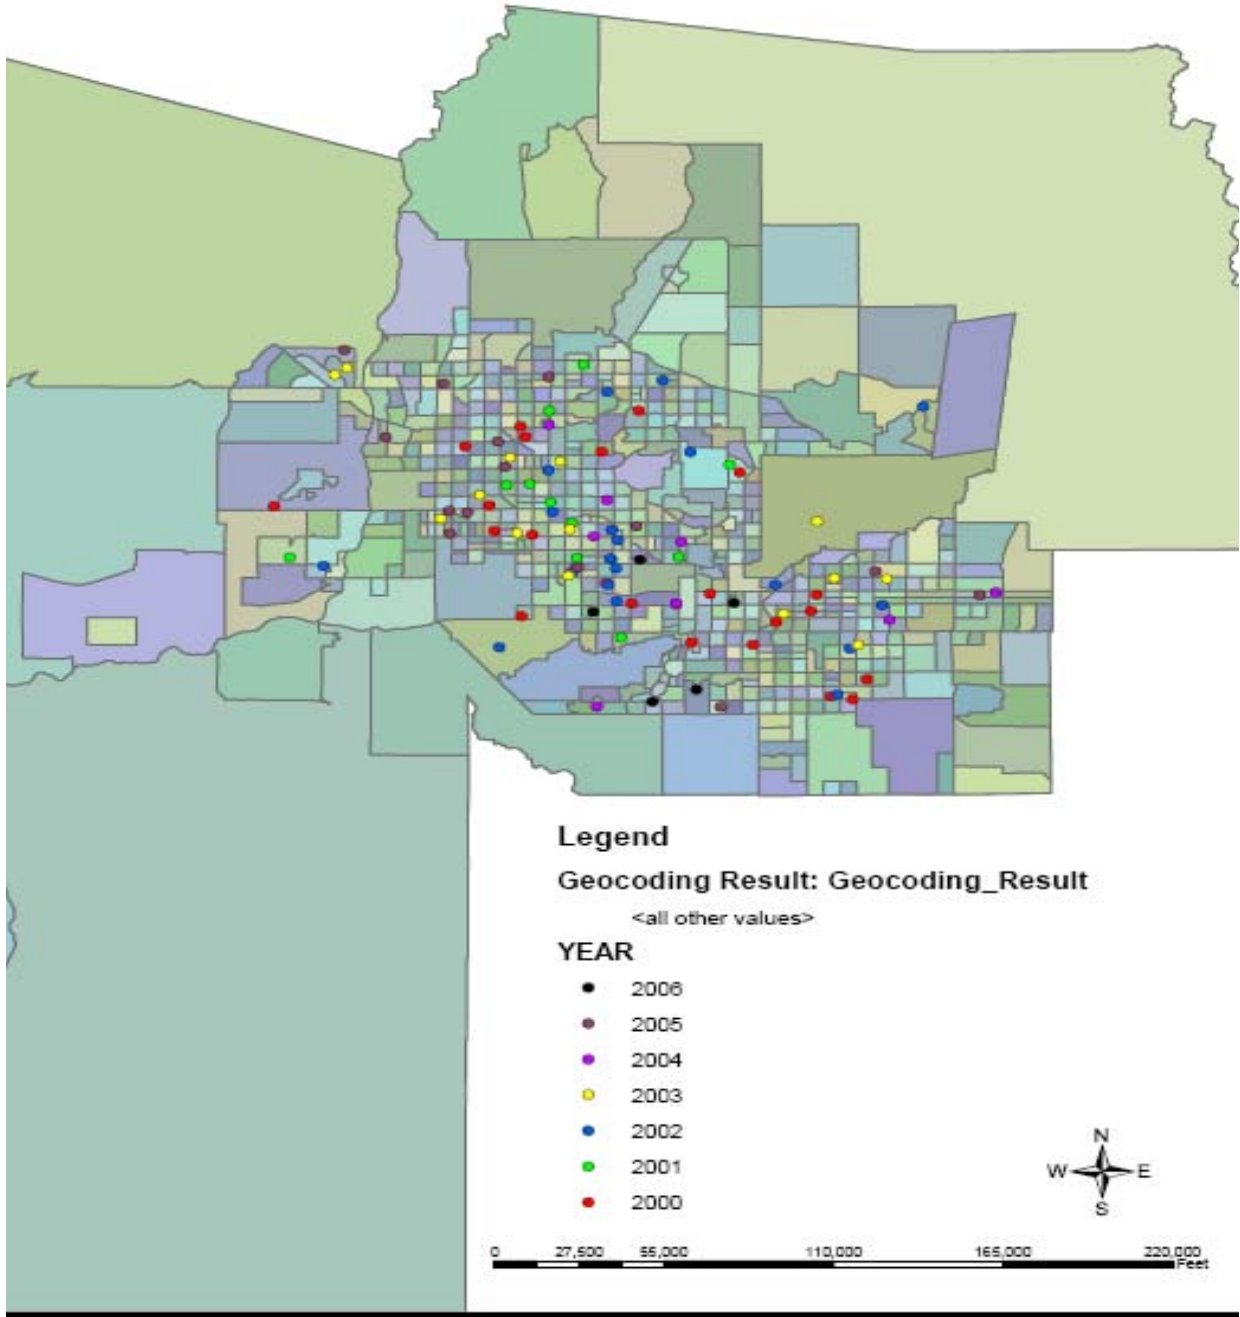 Legend
Geocoding Result: Geocoding_Result
<all other values>
YEAR
2006
2005
2004
2003
2002
2001
2000
N
W E
S
0 27,500 55,000 110,000 165,000 220,000
Feet